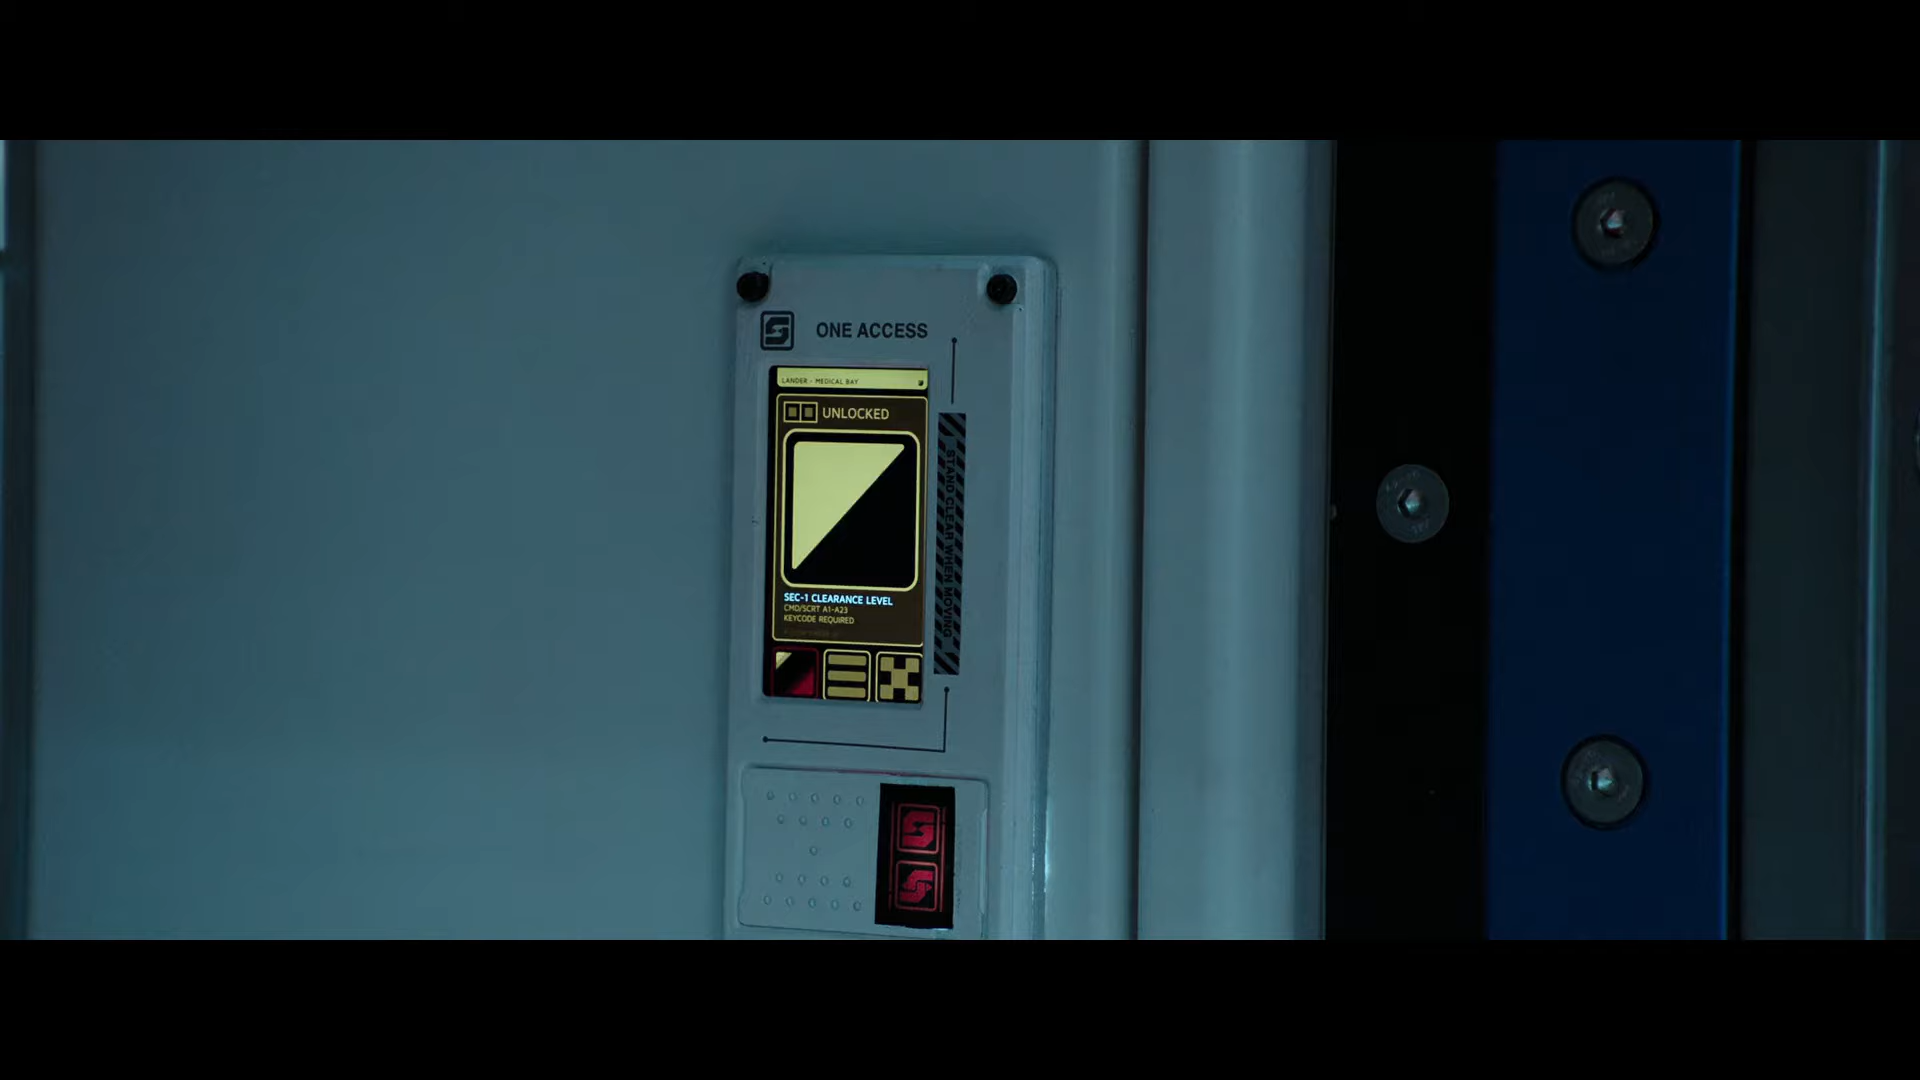 ONE ACCESS
LANDER - MEDICAL BAY
UNLOCKED
STAND CLEAR WHEN MOVING
SEC-1 CLEARANCE LEVEL
CMD/SCRT A1-A23
KEYCODE REQUIRED